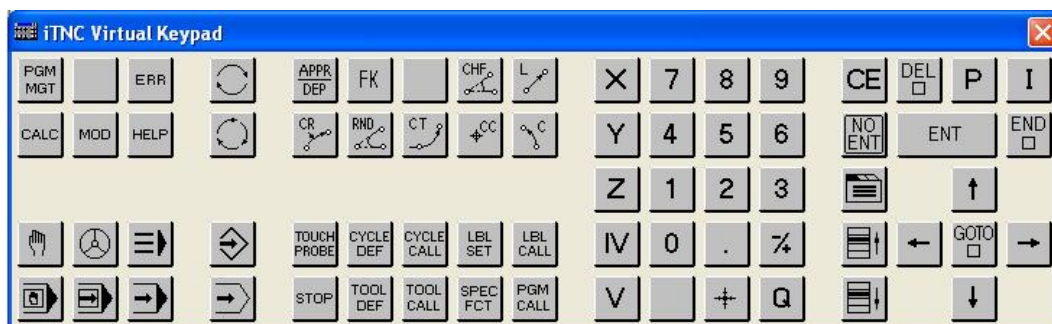 iTNC Virtual Keypad
PGM MGT ERR APPR DEP FK CHF L X 7 8 9 CE DEL P I
CALC MOD HELP CR RND CT CC C Y 4 5 6 NO ENT ENT END
Z 1 2 3
TOUCH PROBE CYCLE DEF CYCLE CALL LBL SET LBL CALL IV 0 . GOTO
STOP TOOL DEF TOOL CALL SPEC FCT PGM CALL V Q